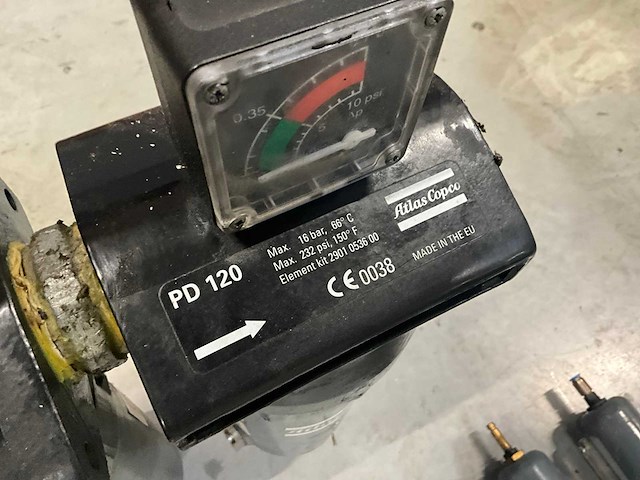 0.35
10 psi
5
Δp
Atlas Copco
Max. 16 bar, 66° C
Max. 232 psi, 150° F
Element kit 2901 0536 00
PD 120
CE 0038
MADE IN THE EU